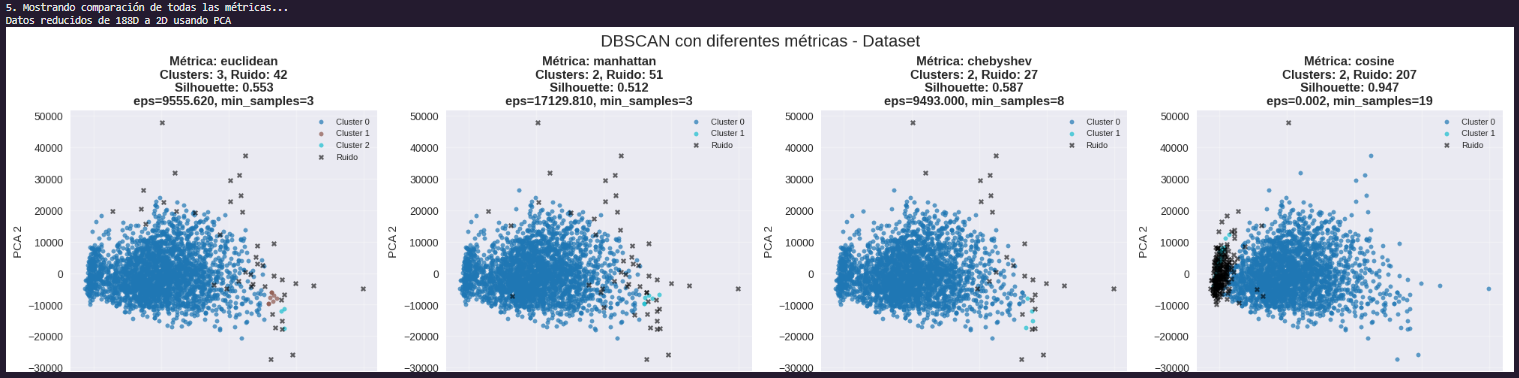 5. Mostrando comparación de todas las métricas...
Datos reducidos de 188D a 2D usando PCA
DBSCAN con diferentes métricas - Dataset
Métrica: euclidean
Clusters: 3, Ruido: 42
Silhouette: 0.553
eps=9555.620, min_samples=3
PCA 2
50000
40000
30000
20000
10000
0
−10000
−20000
−30000
Cluster 0
Cluster 1
Cluster 2
Ruido
Métrica: manhattan
Clusters: 2, Ruido: 51
Silhouette: 0.512
eps=17129.810, min_samples=3
PCA 2
50000
40000
30000
20000
10000
0
−10000
−20000
−30000
Cluster 0
Cluster 1
Ruido
Métrica: chebyshev
Clusters: 2, Ruido: 27
Silhouette: 0.587
eps=9493.000, min_samples=8
PCA 2
50000
40000
30000
20000
10000
0
−10000
−20000
−30000
Cluster 0
Cluster 1
Ruido
Métrica: cosine
Clusters: 2, Ruido: 207
Silhouette: 0.947
eps=0.002, min_samples=19
PCA 2
50000
40000
30000
20000
10000
0
−10000
−20000
−30000
Cluster 0
Cluster 1
Ruido